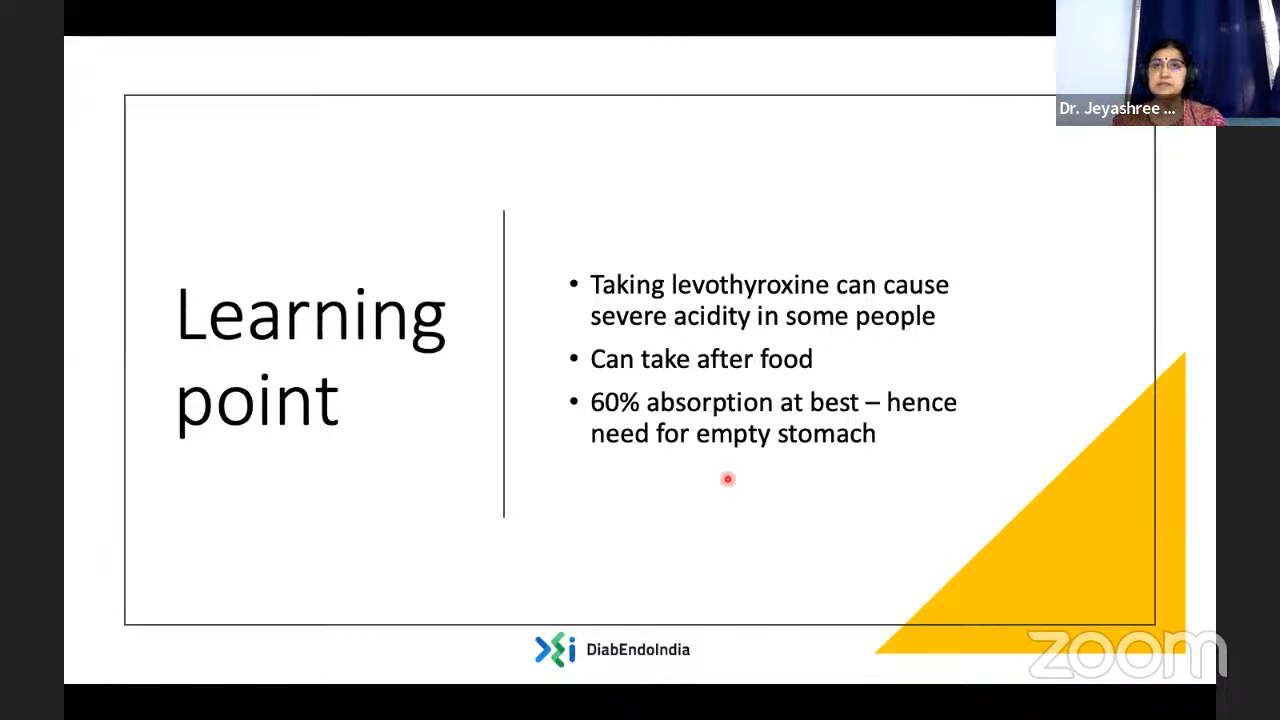 Dr. Jeyashree ...
Learning
point
• Taking levothyroxine can cause
severe acidity in some people
• Can take after food
• 60% absorption at best – hence
need for empty stomach
DiabEndoIndia
zoom